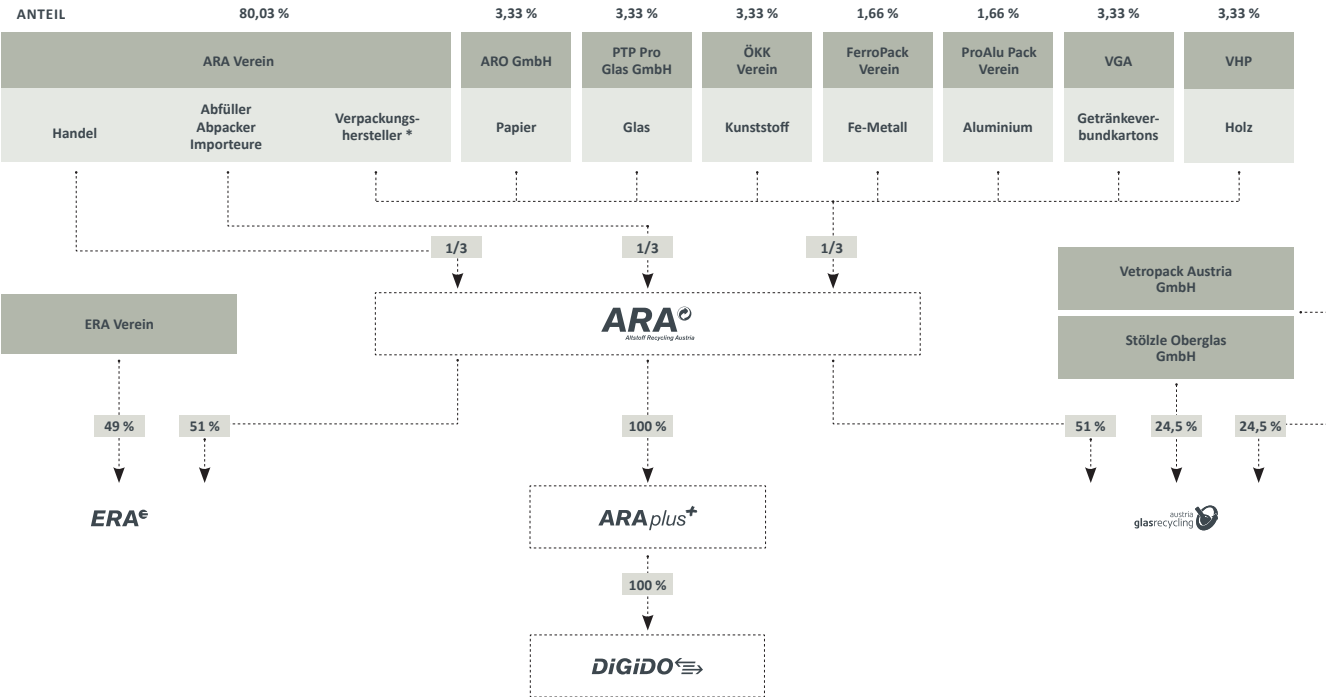 ANTEIL 80,03 % 3,33 % 3,33 % 3,33 % 1,66 % 1,66 % 3,33 % 3,33 %
ARA Verein
ARO GmbH
PTP Pro
Glas GmbH
ÖKK
Verein
FerroPack
Verein
ProAlu Pack
Verein
VGA
VHP
Handel
Abfüller
Abpacker
Importeure
Verpackungs-
hersteller *
Papier
Glas
Kunststoff
Fe-Metall
Aluminium
Getränkever-
bundkartons
Holz
1/3 1/3 1/3
ERA Verein
ARA
Altstoff Recycling Austria
Vetropack Austria
GmbH
Stölzle Oberglas
GmbH
49 % 51 % 100 % 51 % 24,5 % 24,5 %
ERA
ARA plus+
austria
glasrecycling
100 %
DiGiDO